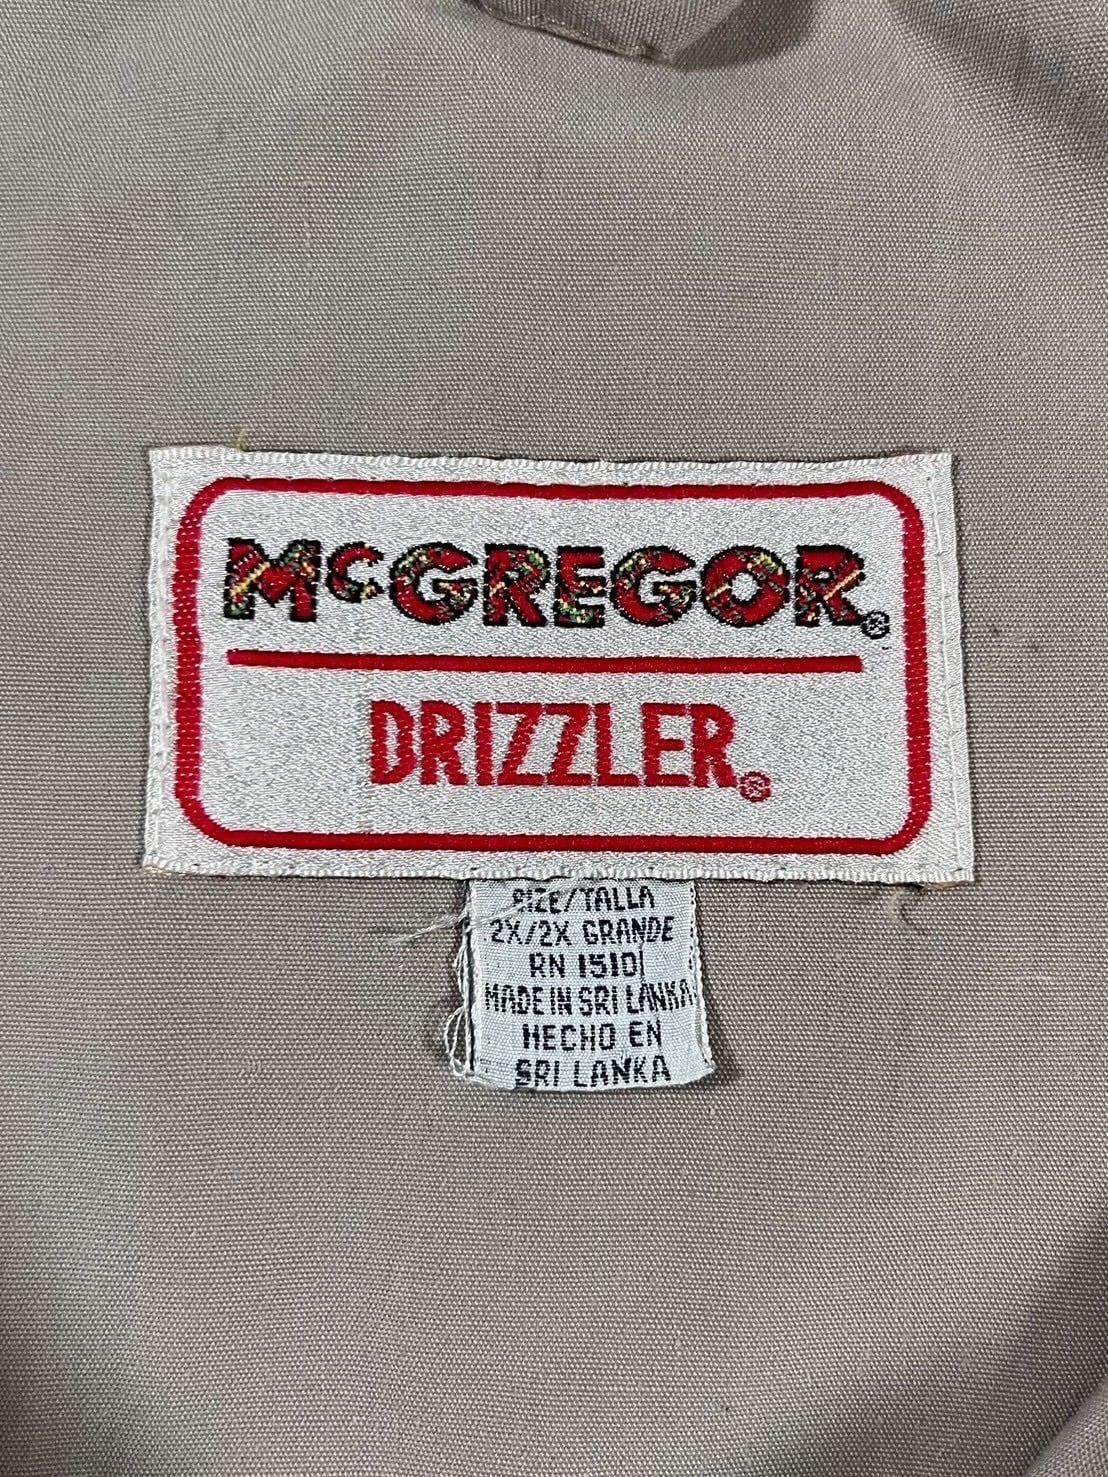 McGREGOR®
DRIZZLER®
SIZE/TALLA
2X/2X GRANDE
RN 15101
MADE IN SRI LANKA
HECHO EN
SRI LANKA